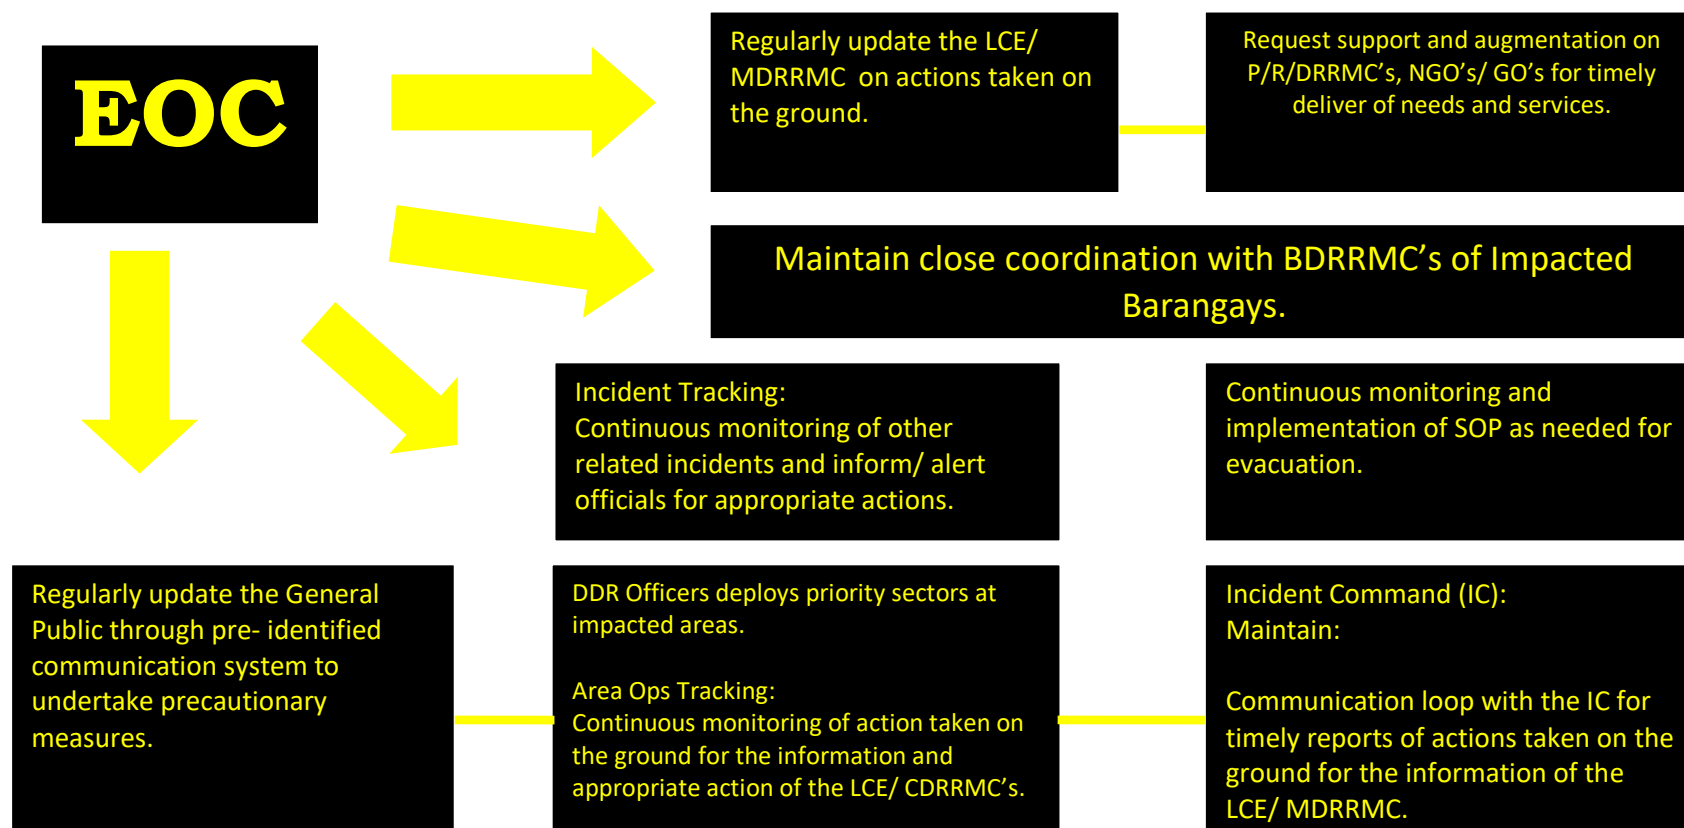 EOC
Regularly update the LCE/
MDRRMC on actions taken on
the ground.
Request support and augmentation on
P/R/DRRMC’s, NGO’s/ GO’s for timely
deliver of needs and services.
Maintain close coordination with BDRRMC’s of Impacted
Barangays.
Incident Tracking:
Continuous monitoring of other
related incidents and inform/ alert
officials for appropriate actions.
Continuous monitoring and
implementation of SOP as needed for
evacuation.
Regularly update the General
Public through pre- identified
communication system to
undertake precautionary
measures.
DDR Officers deploys priority sectors at
impacted areas.
Area Ops Tracking:
Continuous monitoring of action taken on
the ground for the information and
appropriate action of the LCE/ CDRRMC’s.
Incident Command (IC):
Maintain:
Communication loop with the IC for
timely reports of actions taken on the
ground for the information of the
LCE/ MDRRMC.